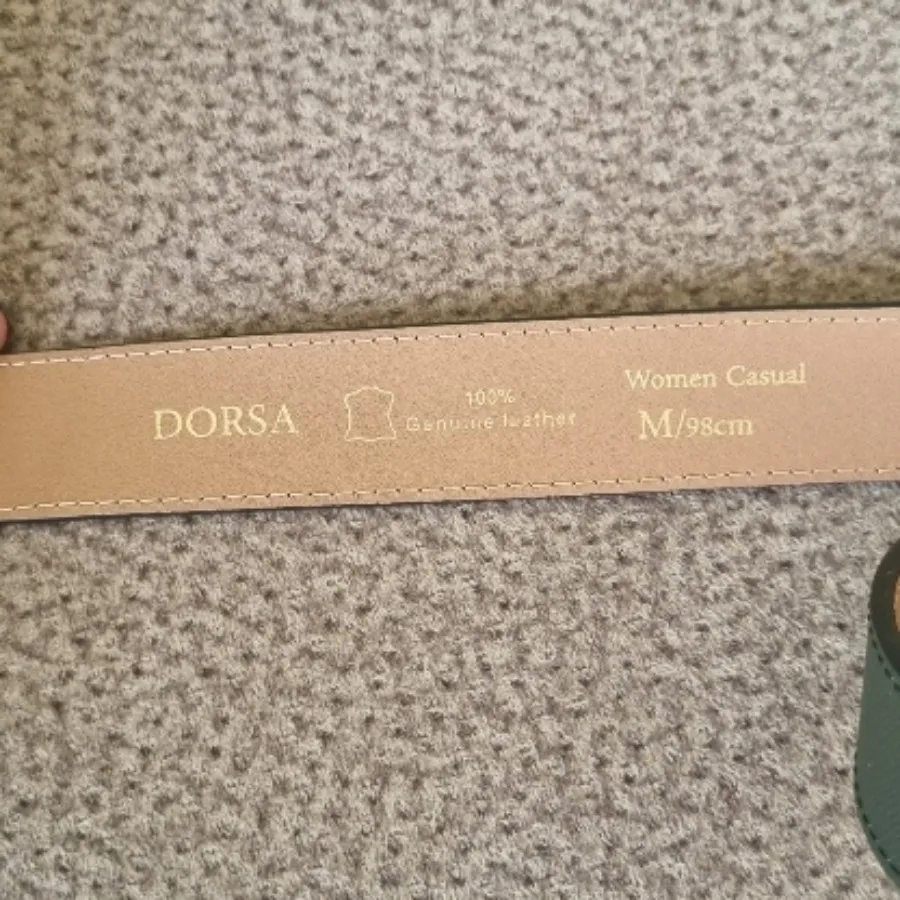 DORSA
100%
Genuine leather
Women Casual
M/98cm